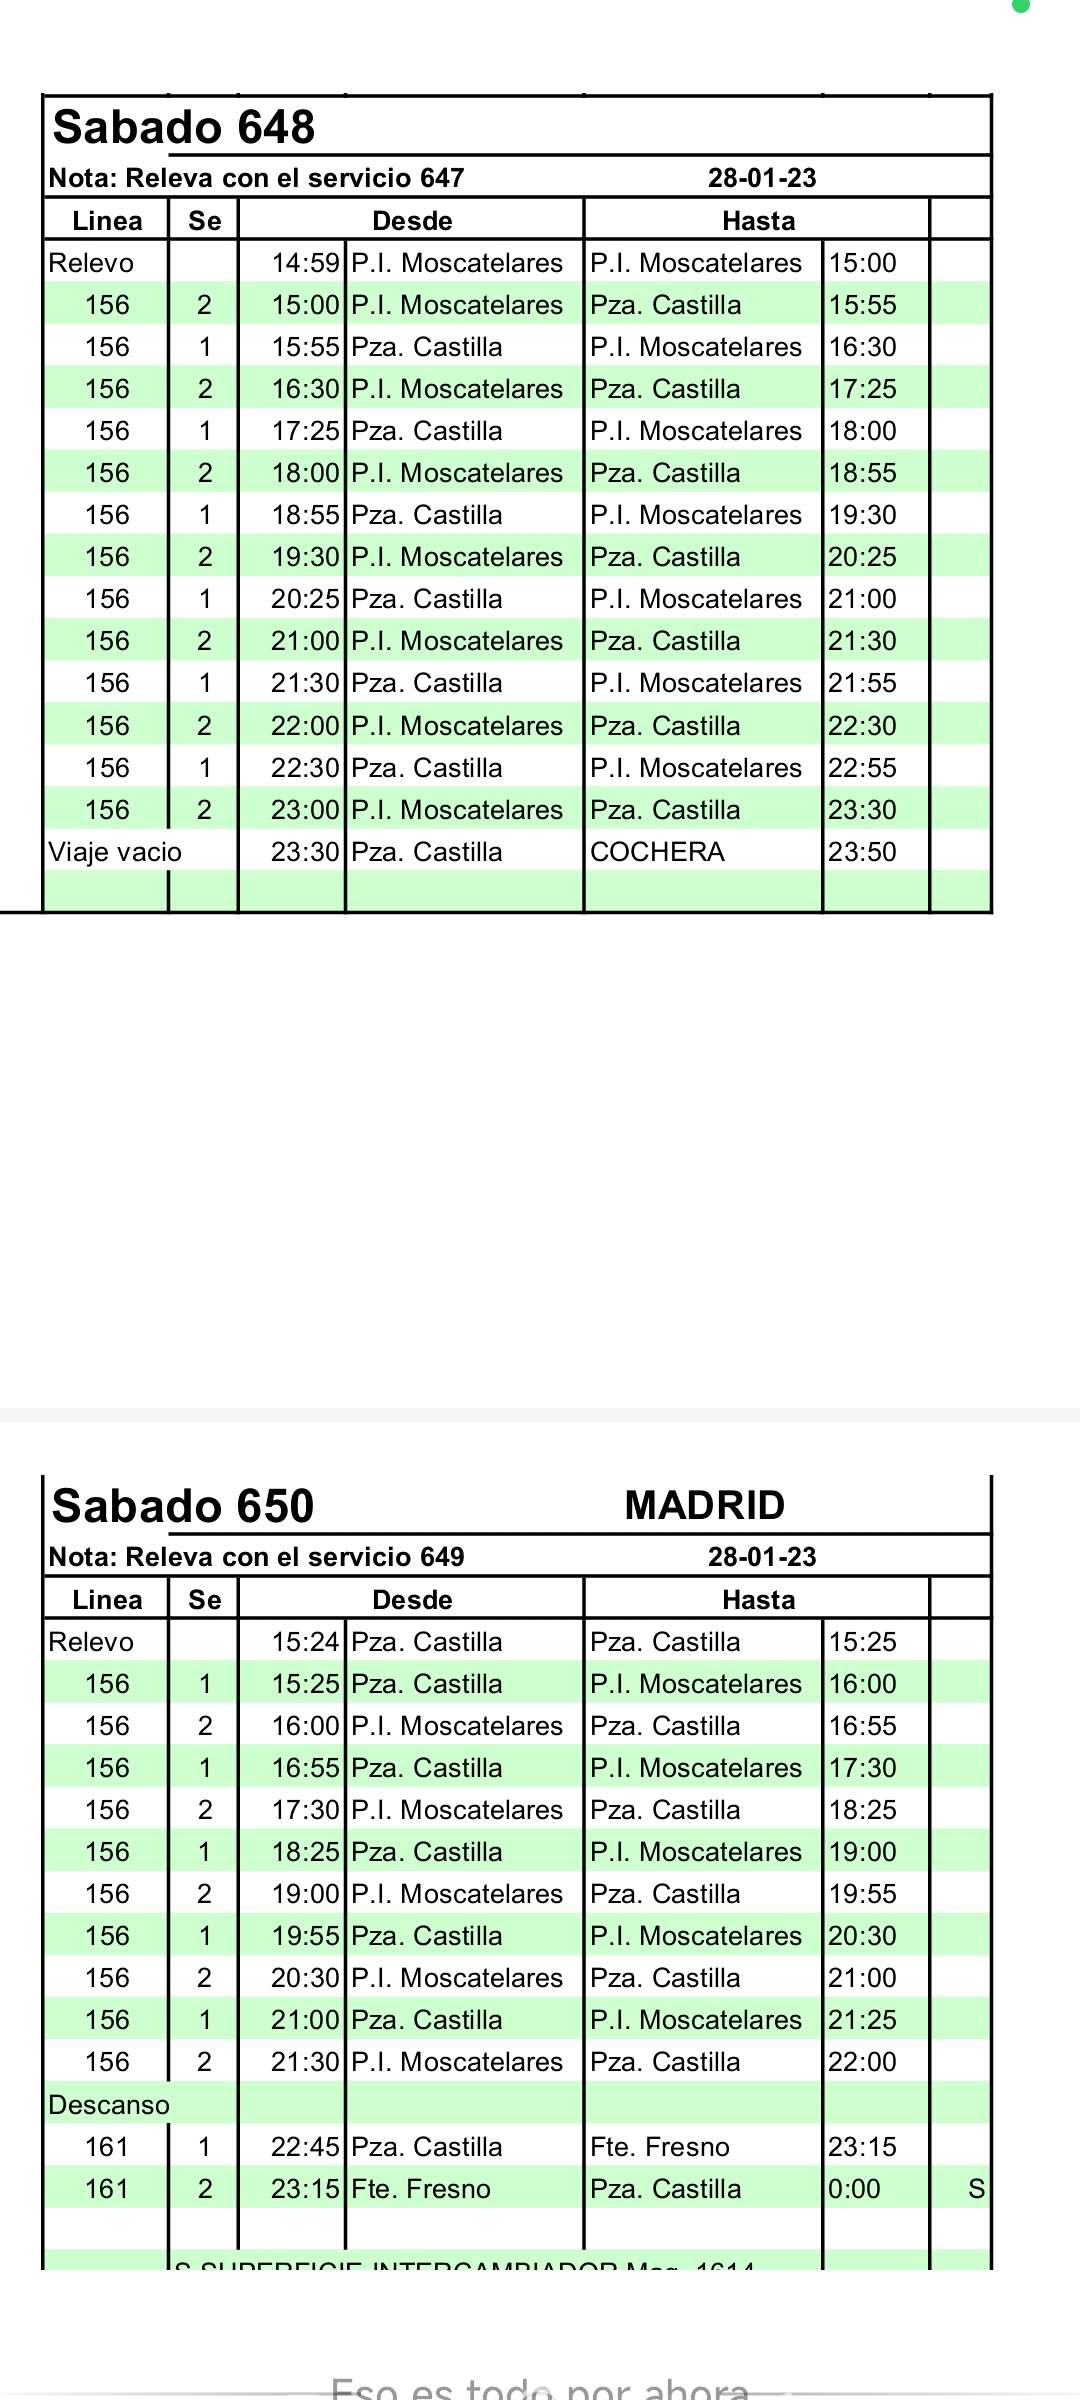 Sabado 648
Nota: Releva con el servicio 647 28-01-23
Linea Se Desde Hasta
Relevo 14:59 P.I. Moscatelares P.I. Moscatelares 15:00
156 2 15:00 P.I. Moscatelares Pza. Castilla 15:55
156 1 15:55 Pza. Castilla P.I. Moscatelares 16:30
156 2 16:30 P.I. Moscatelares Pza. Castilla 17:25
156 1 17:25 Pza. Castilla P.I. Moscatelares 18:00
156 2 18:00 P.I. Moscatelares Pza. Castilla 18:55
156 1 18:55 Pza. Castilla P.I. Moscatelares 19:30
156 2 19:30 P.I. Moscatelares Pza. Castilla 20:25
156 1 20:25 Pza. Castilla P.I. Moscatelares 21:00
156 2 21:00 P.I. Moscatelares Pza. Castilla 21:30
156 1 21:30 Pza. Castilla P.I. Moscatelares 21:55
156 2 22:00 P.I. Moscatelares Pza. Castilla 22:30
156 1 22:30 Pza. Castilla P.I. Moscatelares 22:55
156 2 23:00 P.I. Moscatelares Pza. Castilla 23:30
Viaje vacio 23:30 Pza. Castilla COCHERA 23:50
Sabado 650 MADRID
Nota: Releva con el servicio 649 28-01-23
Linea Se Desde Hasta
Relevo 15:24 Pza. Castilla Pza. Castilla 15:25
156 1 15:25 Pza. Castilla P.I. Moscatelares 16:00
156 2 16:00 P.I. Moscatelares Pza. Castilla 16:55
156 1 16:55 Pza. Castilla P.I. Moscatelares 17:30
156 2 17:30 P.I. Moscatelares Pza. Castilla 18:25
156 1 18:25 Pza. Castilla P.I. Moscatelares 19:00
156 2 19:00 P.I. Moscatelares Pza. Castilla 19:55
156 1 19:55 Pza. Castilla P.I. Moscatelares 20:30
156 2 20:30 P.I. Moscatelares Pza. Castilla 21:00
156 1 21:00 Pza. Castilla P.I. Moscatelares 21:25
156 2 21:30 P.I. Moscatelares Pza. Castilla 22:00
Descanso
161 1 22:45 Pza. Castilla Fte. Fresno 23:15
161 2 23:15 Fte. Fresno Pza. Castilla 0:00 S
S SUPERFICIE INTERCAMBIADOR 1614
Eso es todo por ahora